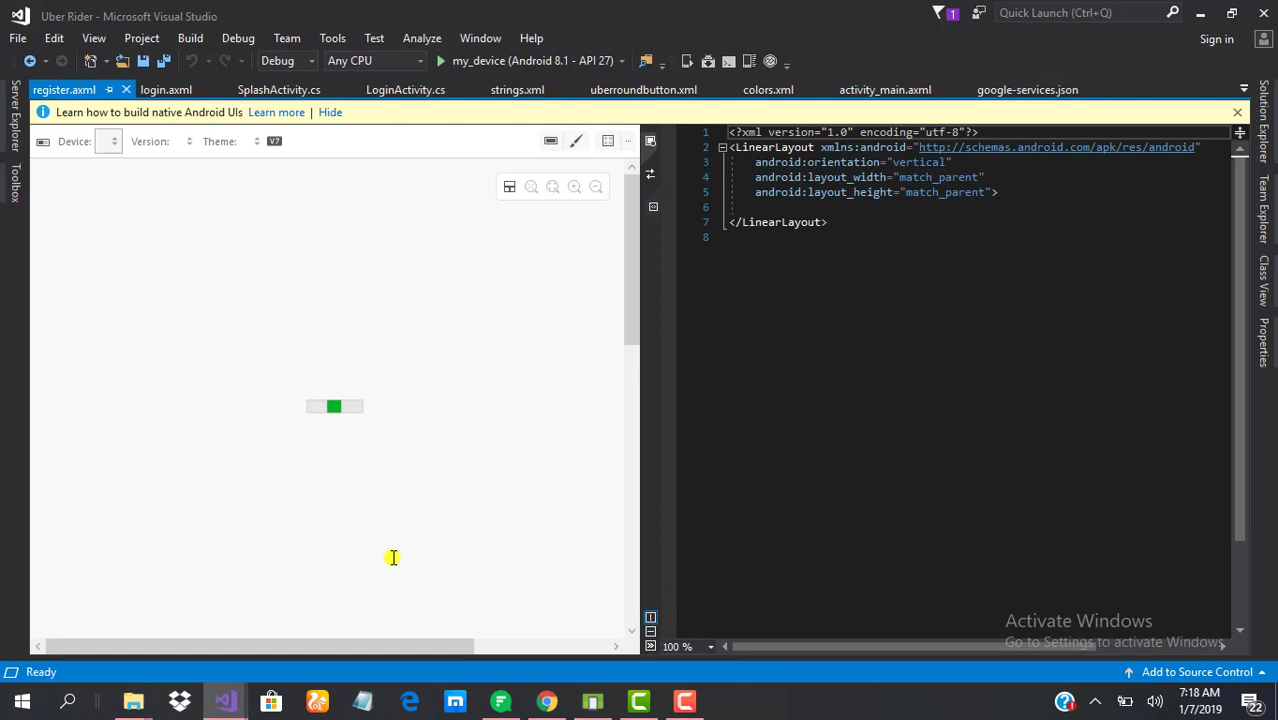 Uber Rider - Microsoft Visual Studio
1
Quick Launch (Ctrl+Q)
File Edit View Project Build Debug Team Tools Test Analyze Window Help
Sign in
Debug Any CPU my_device (Android 8.1 - API 27)
register.axml login.axml SplashActivity.cs LoginActivity.cs strings.xml uberroundbutton.xml colors.xml activity_main.axml google-services.json
Learn how to build native Android UIs Learn more Hide
Device: Version: Theme: V7
Server Explorer
Toolbox
Solution Explorer
Team Explorer
Class View
Properties
1 <?xml version="1.0" encoding="utf-8"?>
2 <LinearLayout xmlns:android="http://schemas.android.com/apk/res/android"
3 android:orientation="vertical"
4 android:layout_width="match_parent"
5 android:layout_height="match_parent">
6
7 </LinearLayout>
8
Activate Windows
Go to Settings to activate Windows.
100 %
Ready
Add to Source Control
7:18 AM
1/7/2019
22